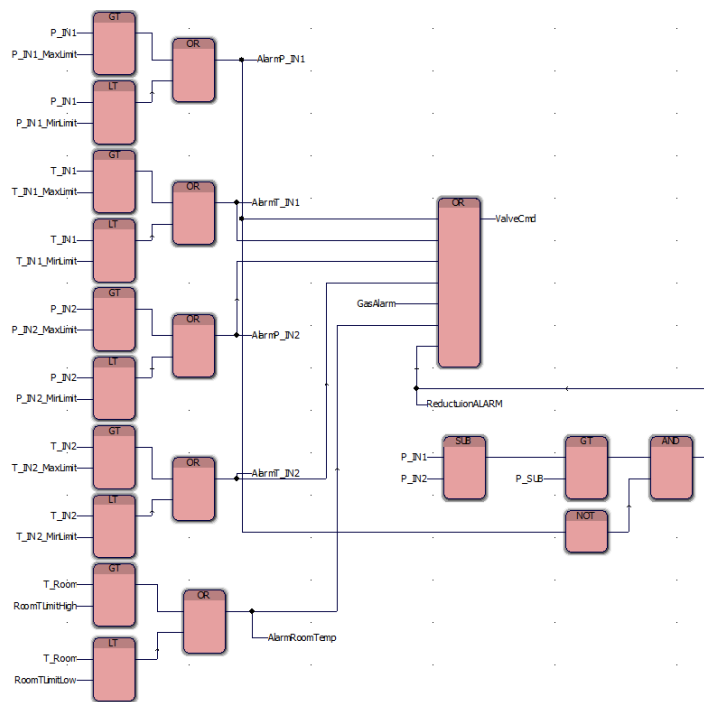 GT
P_IN1
P_IN1_MaxLimit
OR
AlarmP_IN1
LT
P_IN1
P_IN1_MinLimit
GT
T_IN1
T_IN1_MaxLimit
OR
AlarmT_IN1
LT
T_IN1
T_IN1_MinLimit
OR
ValveCmd
GasAlarm
ReductuionALARM
GT
P_IN2
P_IN2_MaxLimit
OR
AlarmP_IN2
LT
P_IN2
P_IN2_MinLimit
GT
T_IN2
T_IN2_MaxLimit
OR
AlarmT_IN2
LT
T_IN2
T_IN2_MinLimit
SUB
P_IN1
P_IN2
GT
P_SUB
AND
NOT
GT
T_Room
RoomTLimitHigh
OR
AlarmRoomTemp
LT
T_Room
RoomTLimitLow